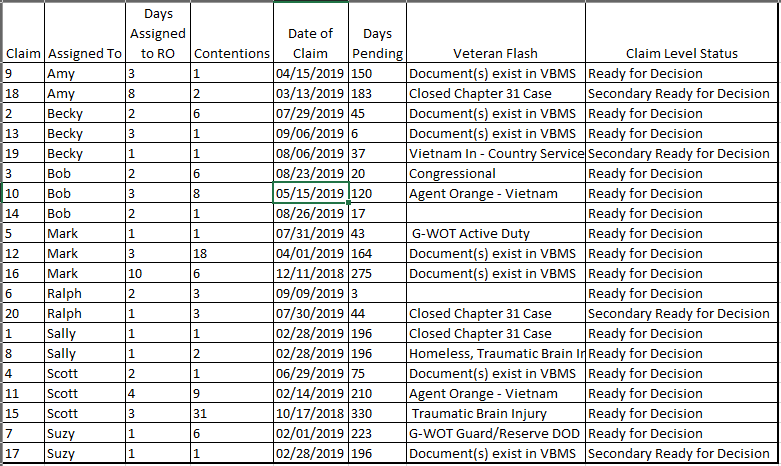 Days
Assigned Date of Days
Claim Assigned To to RO Contentions Claim Pending Veteran Flash Claim Level Status
9 Amy 3 1 04/15/2019 150 Document(s) exist in VBMS Ready for Decision
18 Amy 8 2 03/13/2019 183 Closed Chapter 31 Case Secondary Ready for Decision
2 Becky 2 6 07/29/2019 45 Document(s) exist in VBMS Ready for Decision
13 Becky 3 1 09/06/2019 6 Document(s) exist in VBMS Ready for Decision
19 Becky 1 1 08/06/2019 37 Vietnam In - Country Service Secondary Ready for Decision
3 Bob 2 6 08/23/2019 20 Congressional Ready for Decision
10 Bob 3 8 05/15/2019 120 Agent Orange - Vietnam Ready for Decision
14 Bob 2 1 08/26/2019 17 Ready for Decision
5 Mark 1 1 07/31/2019 43 G-WOT Active Duty Ready for Decision
12 Mark 3 18 04/01/2019 164 Document(s) exist in VBMS Ready for Decision
16 Mark 10 6 12/11/2018 275 Document(s) exist in VBMS Ready for Decision
6 Ralph 2 3 09/09/2019 3 Ready for Decision
20 Ralph 1 3 07/30/2019 44 Closed Chapter 31 Case Secondary Ready for Decision
1 Sally 1 1 02/28/2019 196 Closed Chapter 31 Case Ready for Decision
8 Sally 1 2 02/28/2019 196 Homeless, Traumatic Brain Ir Ready for Decision
4 Scott 2 1 06/29/2019 75 Document(s) exist in VBMS Ready for Decision
11 Scott 4 9 02/14/2019 210 Agent Orange - Vietnam Ready for Decision
15 Scott 3 31 10/17/2018 330 Traumatic Brain Injury Ready for Decision
7 Suzy 1 6 02/01/2019 223 G-WOT Guard/Reserve DOD Ready for Decision
17 Suzy 1 1 02/28/2019 196 Document(s) exist in VBMS Secondary Ready for Decision